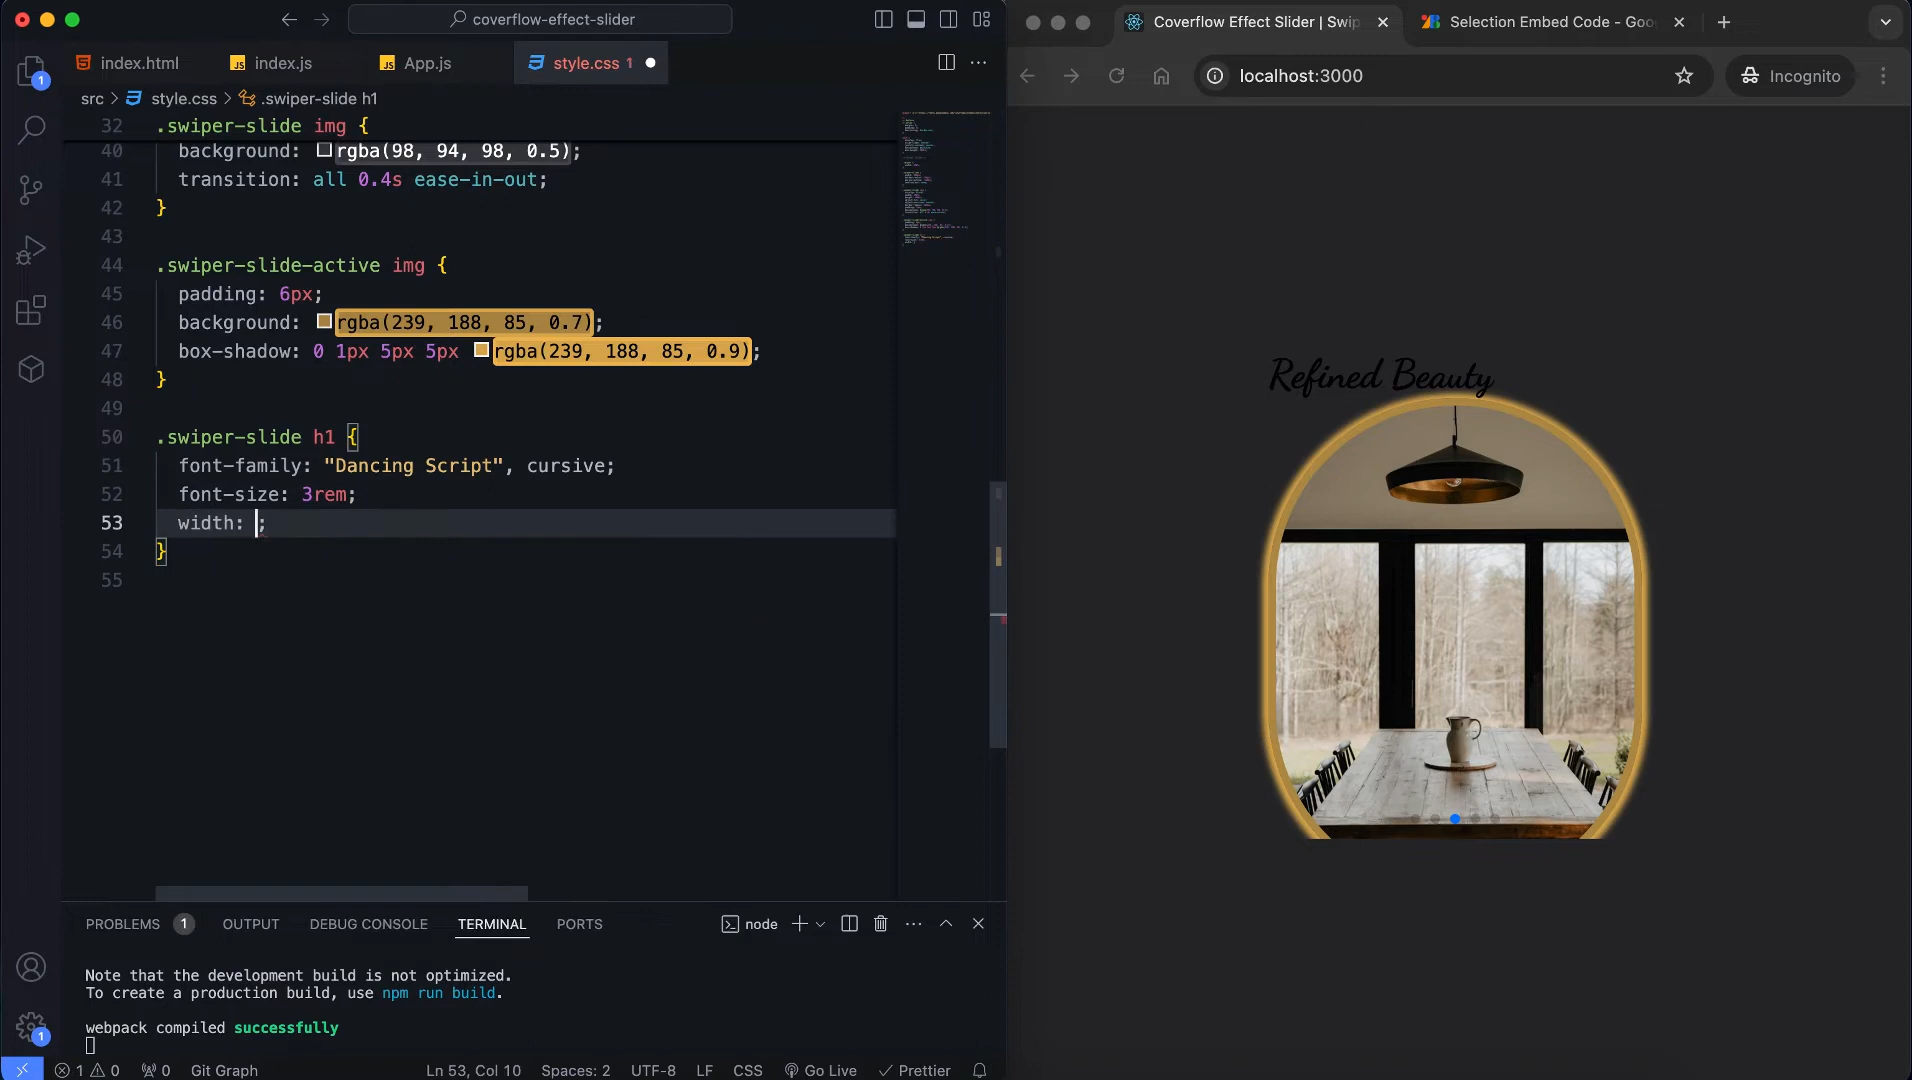 coverflow-effect-slider
Coverflow Effect Slider | Swip
Selection Embed Code - Goo
index.html
index.js
App.js
style.css 1
localhost:3000
Incognito
src > style.css > .swiper-slide h1
32 .swiper-slide img {
40 background: rgba(98, 94, 98, 0.5);
41 transition: all 0.4s ease-in-out;
42 }
43
44 .swiper-slide-active img {
45 padding: 6px;
46 background: rgba(239, 188, 85, 0.7);
47 box-shadow: 0 1px 5px 5px rgba(239, 188, 85, 0.9);
48 }
49
50 .swiper-slide h1 {
51 font-family: "Dancing Script", cursive;
52 font-size: 3rem;
53 width: ;
54 }
55
Refined Beauty
PROBLEMS 1 OUTPUT DEBUG CONSOLE TERMINAL PORTS node
Note that the development build is not optimized.
To create a production build, use npm run build.
webpack compiled successfully
1 0 0 Git Graph Ln 53, Col 10 Spaces: 2 UTF-8 LF CSS Go Live Prettier
1
1